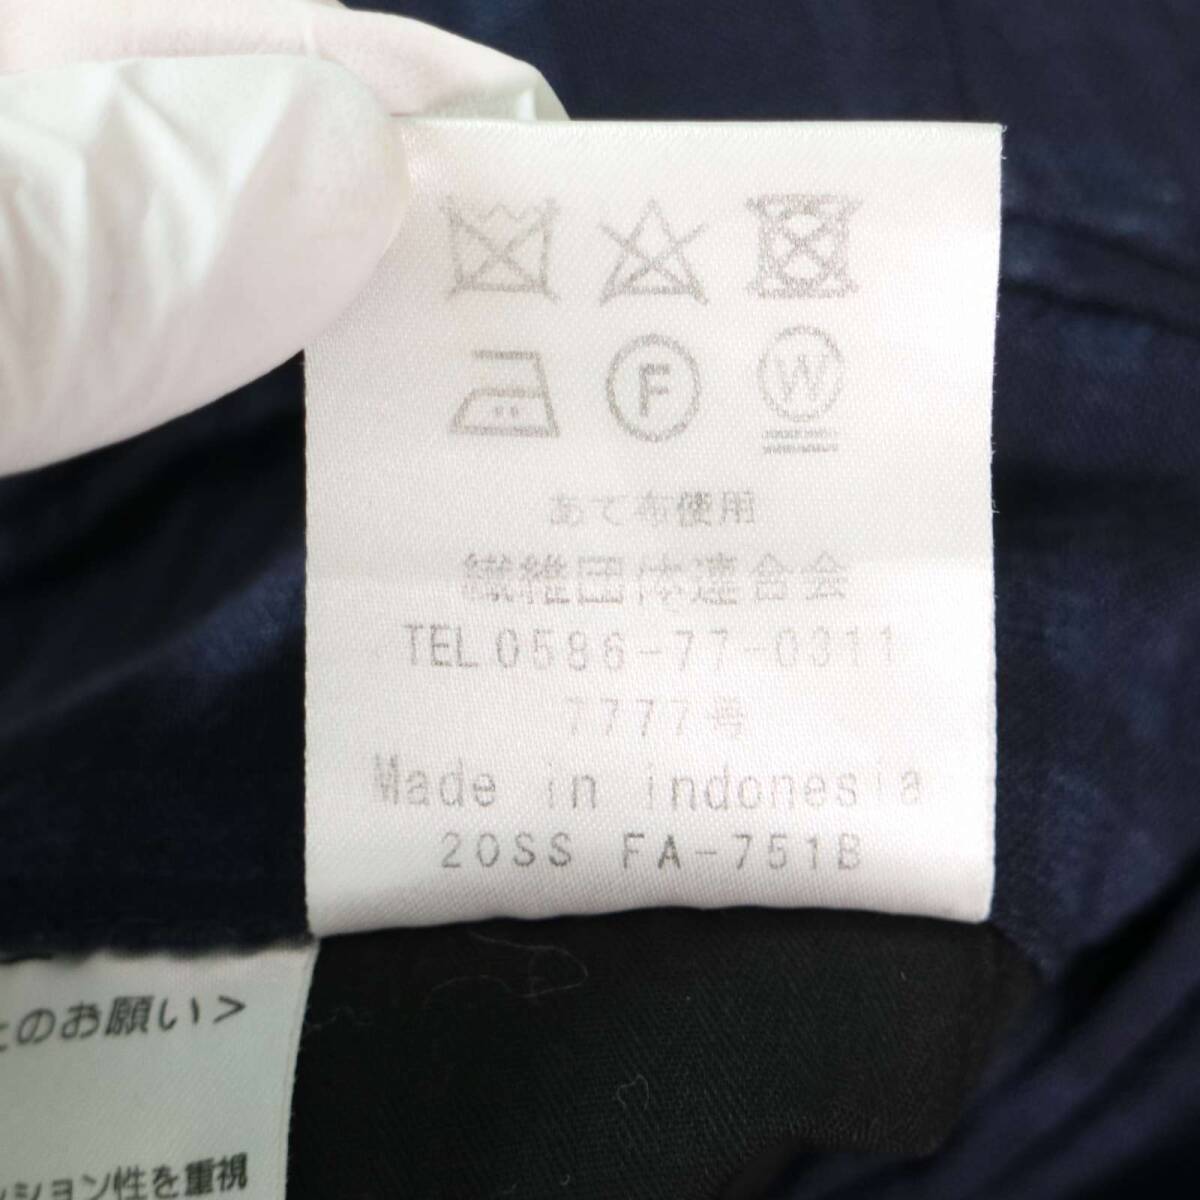 F
W
あて布使用
繊維団体連合会
TEL 0586-77-0311
7777号
Made in indonesia
20SS FA-751B
とのお願い>
ッション性を重視